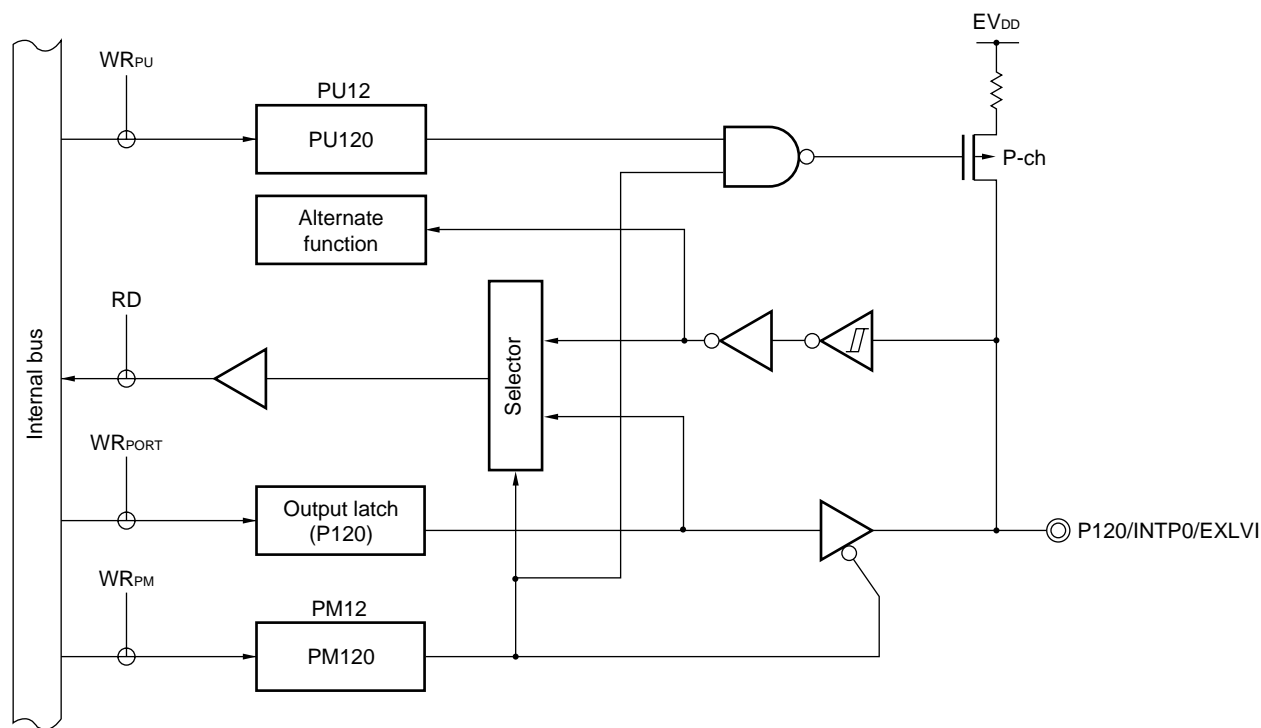 EVDD
WRPU
PU12
PU120
P-ch
Alternate
function
RD
Internal bus
Selector
WRPORT
Output latch
(P120)
P120/INTP0/EXLVI
WRPM
PM12
PM120